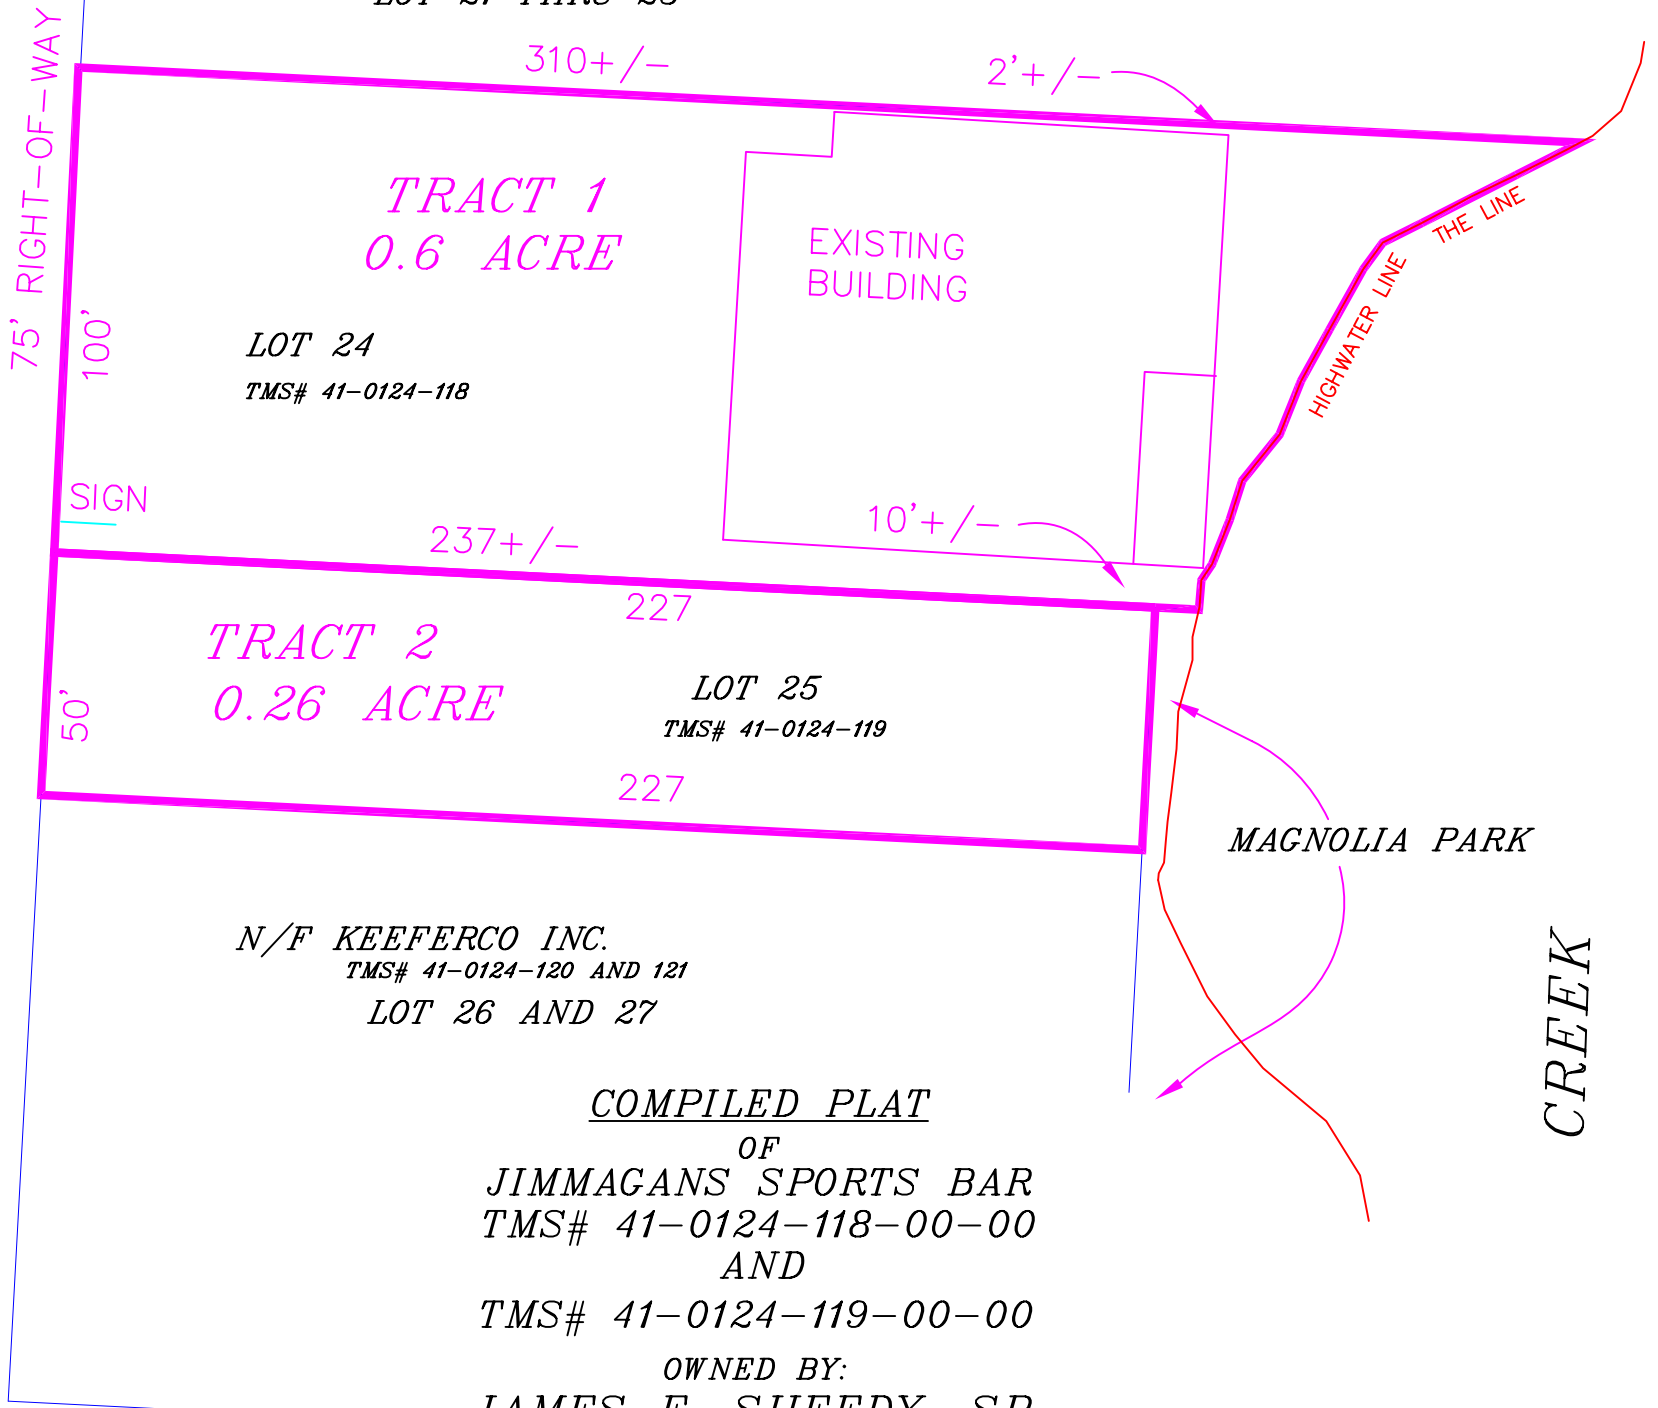 310+/-
2'+/-
75' RIGHT-OF-WAY
TRACT 1
0.6 ACRE
EXISTING
BUILDING
THE LINE
HIGHWATER LINE
100'
LOT 24
TMS# 41-0124-118
SIGN
237+/-
10'+/-
227
TRACT 2
0.26 ACRE
50'
LOT 25
TMS# 41-0124-119
227
MAGNOLIA PARK
N/F KEEFERCO INC.
TMS# 41-0124-120 AND 121
LOT 26 AND 27
CREEK
COMPILED PLAT
OF
JIMMAGANS SPORTS BAR
TMS# 41-0124-118-00-00
AND
TMS# 41-0124-119-00-00
OWNED BY:
JAMES E. SHEEDY, SR.